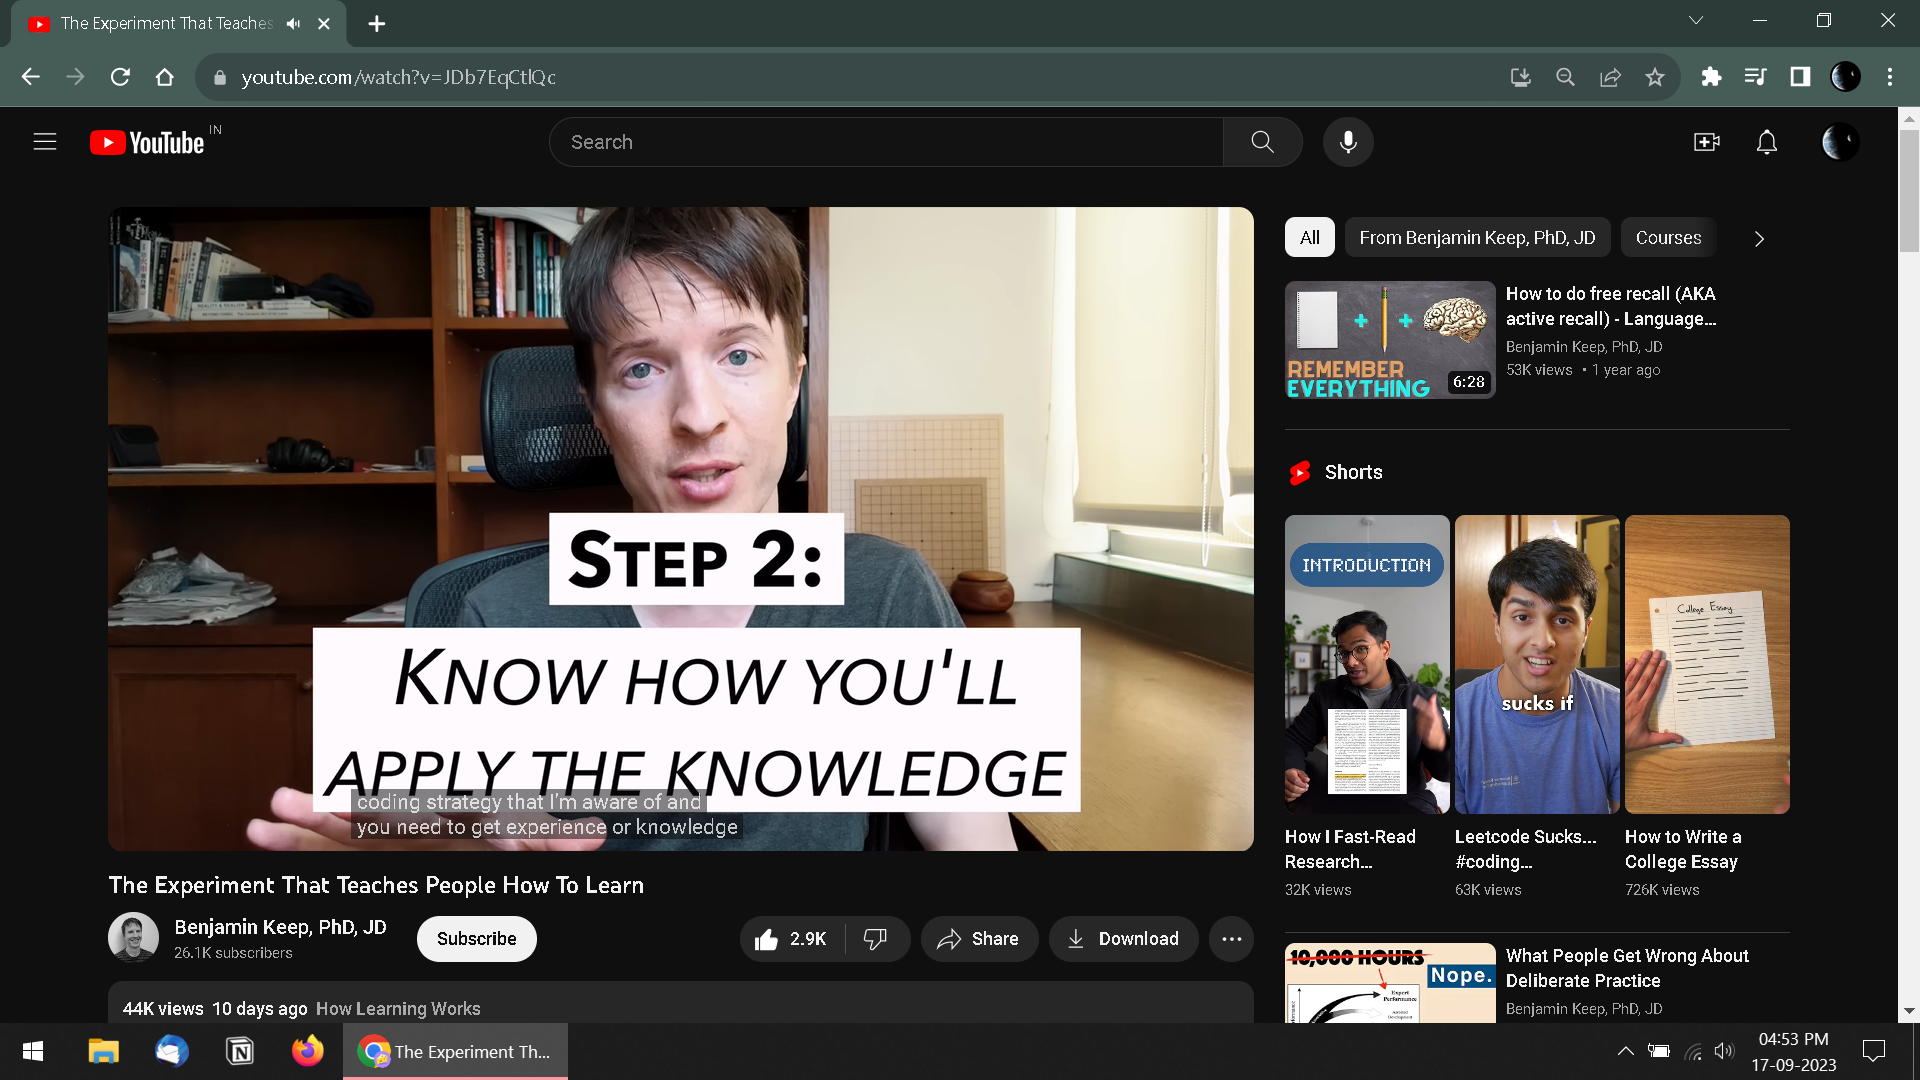 The Experiment That Teaches
youtube.com/watch?v=JDb7EqCtlQc
YouTube IN
Search
MYTHOLOGY
STEP 2:
KNOW HOW YOU'LL
APPLY THE KNOWLEDGE
coding strategy that I'm aware of and
you need to get experience or knowledge
The Experiment That Teaches People How To Learn
Benjamin Keep, PhD, JD
26.1K subscribers
Subscribe
2.9K
Share
Download
44K views 10 days ago How Learning Works
All
From Benjamin Keep, PhD, JD
Courses
REMEMBER
EVERYTHING
6:28
How to do free recall (AKA
active recall) - Language...
Benjamin Keep, PhD, JD
53K views • 1 year ago
Shorts
INTRODUCTION
sucks if
College Essay
How I Fast-Read
Research...
32K views
Leetcode Sucks...
#coding...
63K views
How to Write a
College Essay
726K views
10,000 HOURS
Nope.
Expert
Performance
What People Get Wrong About
Deliberate Practice
Benjamin Keep, PhD, JD
The Experiment Th...
04:53 PM
17-09-2023